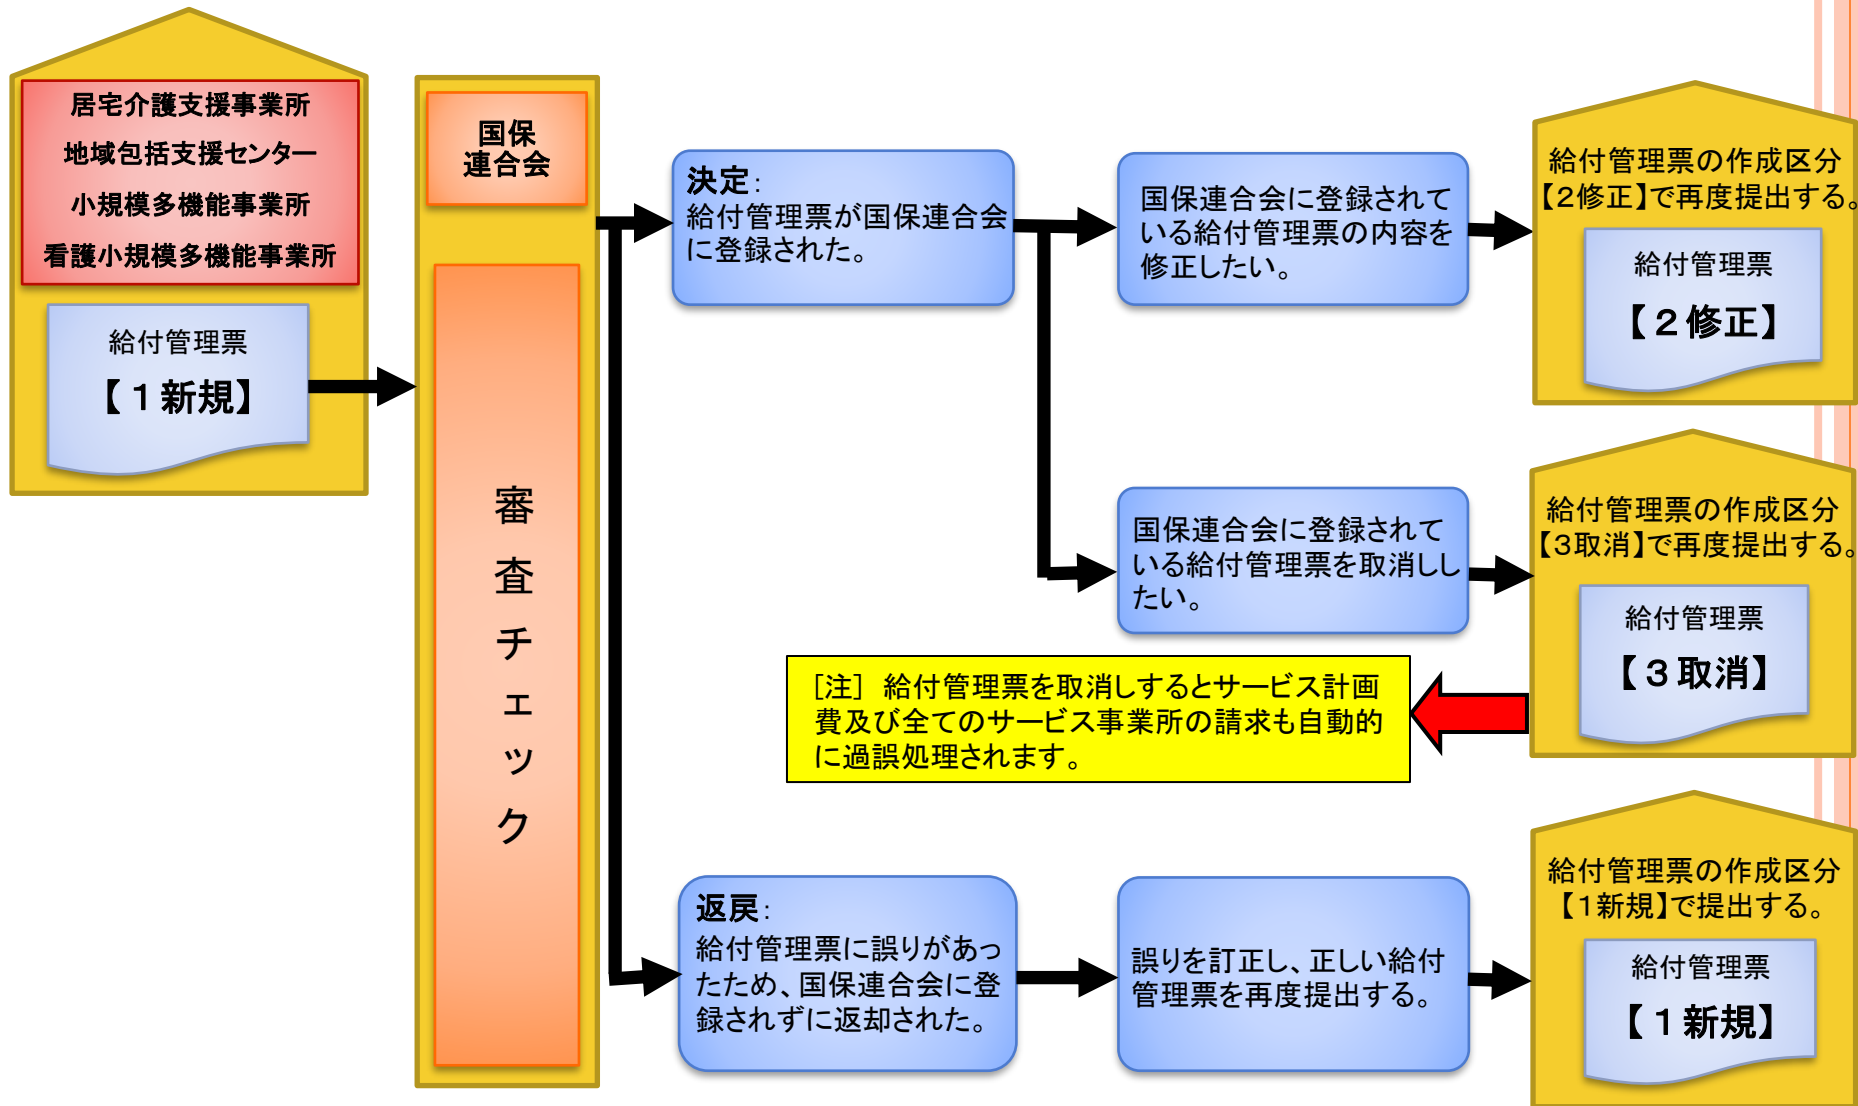 居宅介護支援事業所
地域包括支援センター
小規模多機能事業所
看護小規模多機能事業所
給付管理票
【１新規】
国保
連合会
審
査
チ
ェ
ッ
ク
決定：
給付管理票が国保連合会
に登録された。
国保連合会に登録されて
いる給付管理票の内容を
修正したい。
給付管理票の作成区分
【2修正】で再度提出する。
給付管理票
【２修正】
国保連合会に登録されて
いる給付管理票を取消しし
たい。
給付管理票の作成区分
【3取消】で再度提出する。
給付管理票
【３取消】
［注］ 給付管理票を取消しするとサービス計画
費及び全てのサービス事業所の請求も自動的
に過誤処理されます。
返戻：
給付管理票に誤りがあっ
たため、国保連合会に登
録されずに返却された。
誤りを訂正し、正しい給付
管理票を再度提出する。
給付管理票の作成区分
【1新規】で提出する。
給付管理票
【１新規】